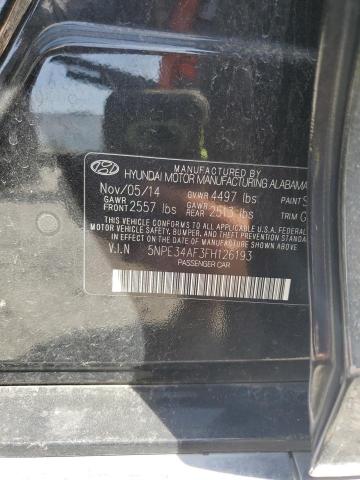 MANUFACTURED BY
HYUNDAI MOTOR MANUFACTURING ALABAMA
Nov/05/14 GVWR 4497 lbs PAINT S
GAWR FRONT 2557 lbs GAWR REAR 2513 lbs TRIM G
THIS VEHICLE CONFORMS TO ALL APPLICABLE U.S.A. FEDERAL
MOTOR VEHICLE SAFETY, BUMPER, AND THEFT PREVENTION
IN EFFECT ON THE DATE OF MANUFACTURE SHOWN ABOVE.
V.I.N 5NPE34AF3FH126193
PASSENGER CAR